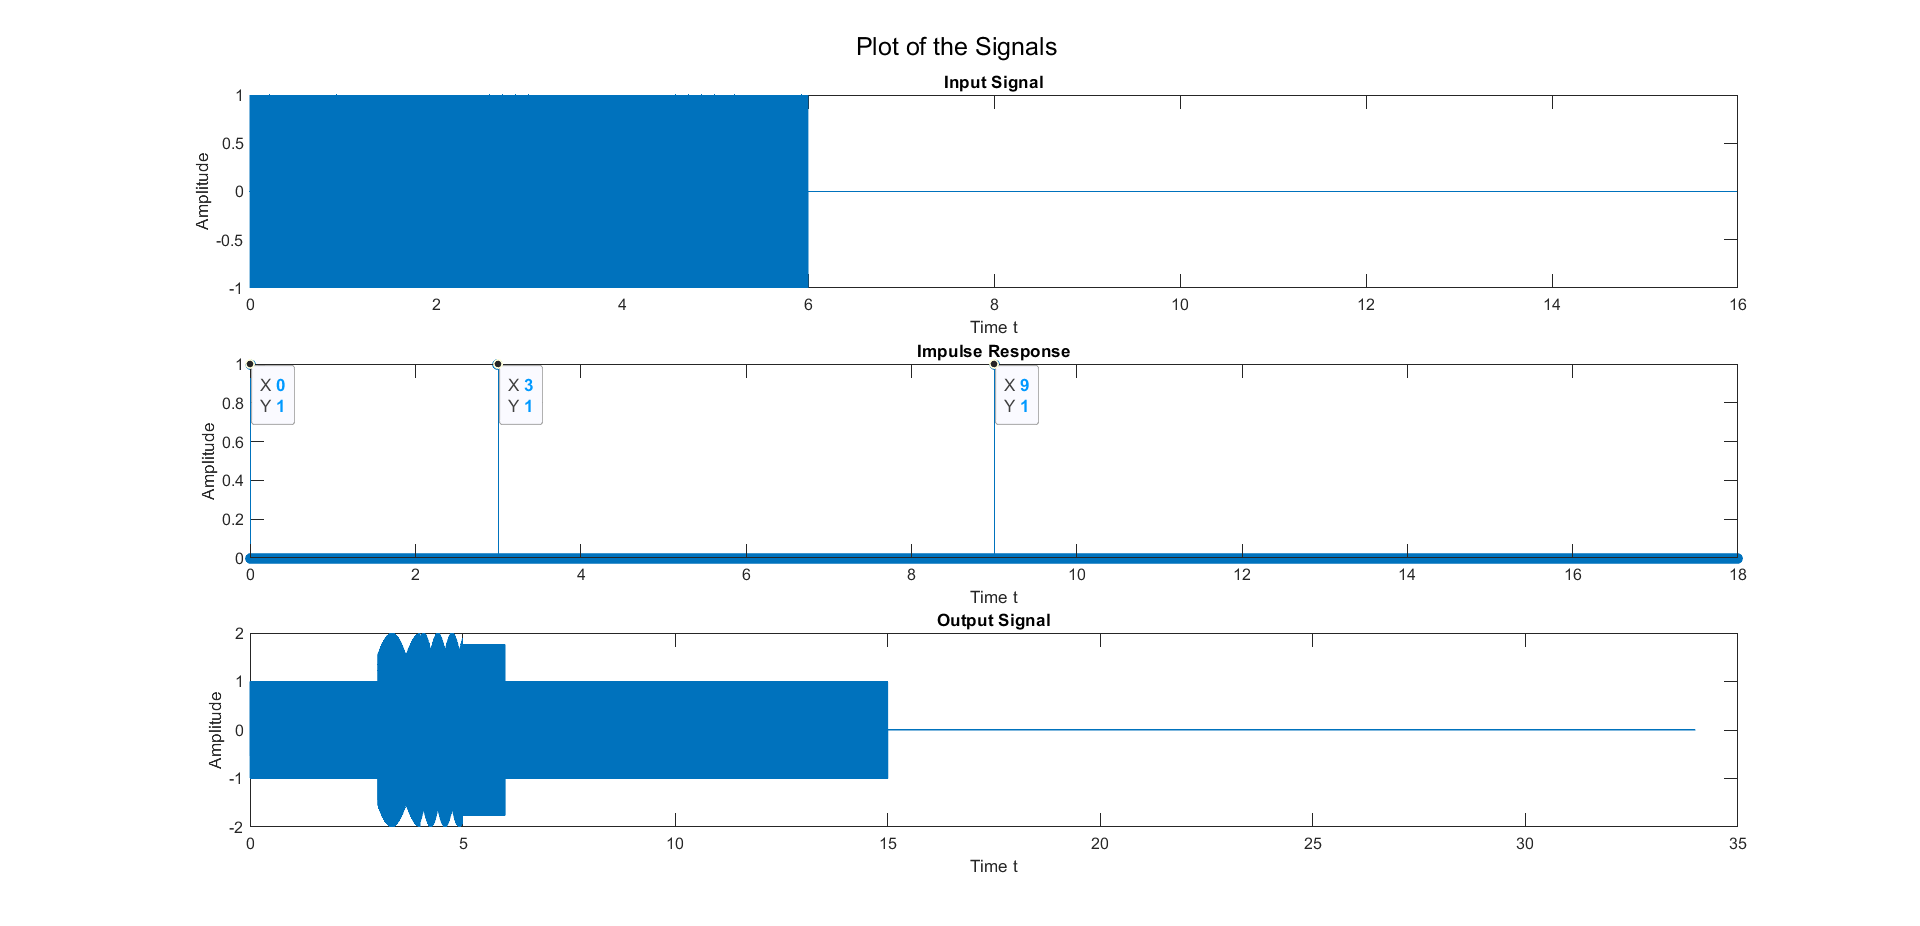 Plot of the Signals
Input Signal
1
0.5
0
-0.5
-1
Amplitude
0 2 4 6 8 10 12 14 16
Time t
Impulse Response
1
0.8
0.6
0.4
0.2
0
Amplitude
X 0
Y 1
X 3
Y 1
X 9
Y 1
0 2 4 6 8 10 12 14 16 18
Time t
Output Signal
2
1
0
-1
-2
Amplitude
0 5 10 15 20 25 30 35
Time t